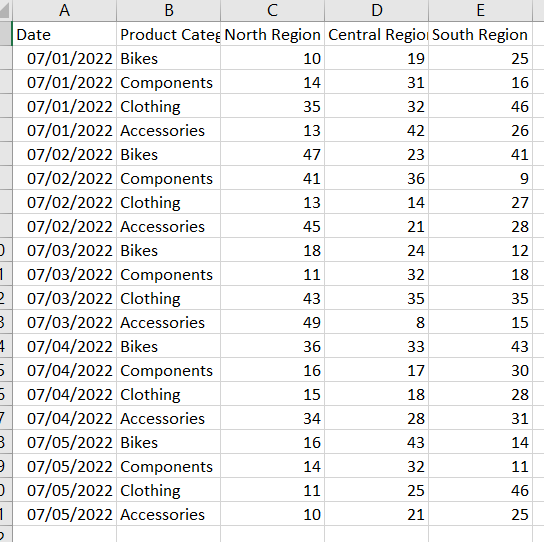 A B C D E
Date Product Categ North Region Central Regio South Region
07/01/2022 Bikes 10 19 25
07/01/2022 Components 14 31 16
07/01/2022 Clothing 35 32 46
07/01/2022 Accessories 13 42 26
07/02/2022 Bikes 47 23 41
07/02/2022 Components 41 36 9
07/02/2022 Clothing 13 14 27
07/02/2022 Accessories 45 21 28
07/03/2022 Bikes 18 24 12
07/03/2022 Components 11 32 18
07/03/2022 Clothing 43 35 35
07/03/2022 Accessories 49 8 15
07/04/2022 Bikes 36 33 43
07/04/2022 Components 16 17 30
07/04/2022 Clothing 15 18 28
07/04/2022 Accessories 34 28 31
07/05/2022 Bikes 16 43 14
07/05/2022 Components 14 32 11
07/05/2022 Clothing 11 25 46
07/05/2022 Accessories 10 21 25